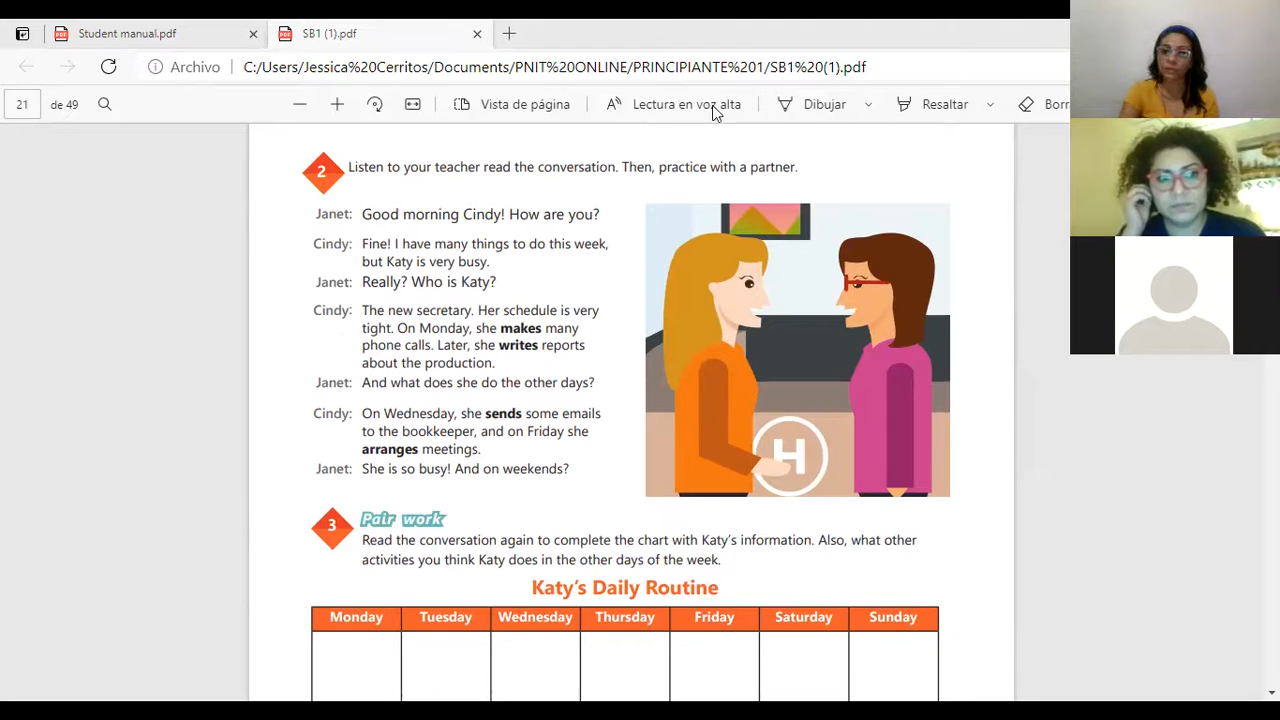 Student manual.pdf
SB1 (1).pdf
Archivo
C:/Users/Jessica%20Cerritos/Documents/PNIT%20ONLINE/PRINCIPIANTE%201/SB1%20(1).pdf
21 de 49
Vista de página
A Lectura en voz alta
Dibujar
Resaltar
Borr
2 Listen to your teacher read the conversation. Then, practice with a partner.
Janet: Good morning Cindy! How are you?
Cindy: Fine! I have many things to do this week,
but Katy is very busy.
Janet: Really? Who is Katy?
Cindy: The new secretary. Her schedule is very
tight. On Monday, she makes many
phone calls. Later, she writes reports
about the production.
Janet: And what does she do the other days?
Cindy: On Wednesday, she sends some emails
to the bookkeeper, and on Friday she
arranges meetings.
Janet: She is so busy! And on weekends?
H
3 Pair work
Read the conversation again to complete the chart with Katy's information. Also, what other
activities you think Katy does in the other days of the week.
Katy's Daily Routine
Monday Tuesday Wednesday Thursday Friday Saturday Sunday